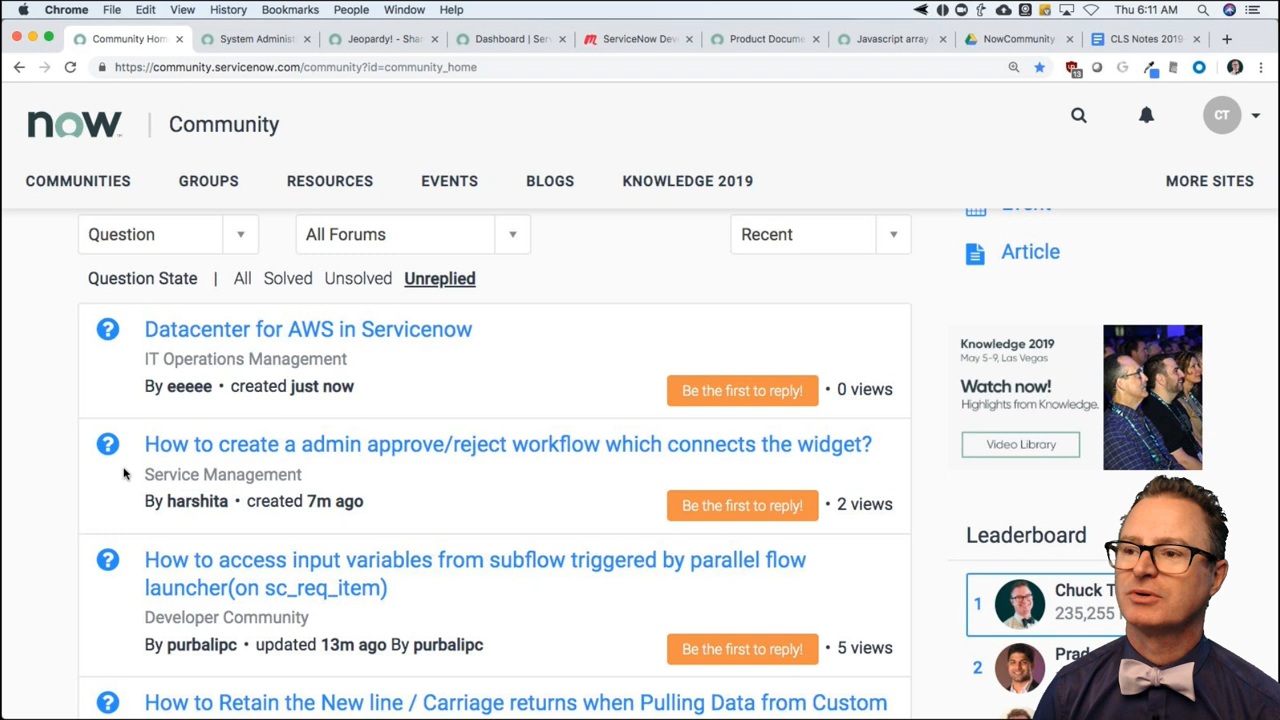 Chrome File Edit View History Bookmarks People Window Help Thu 6:11 AM
Community Hom System Administ Jeopardy! - Sha Dashboard | Serv ServiceNow Dev Product Docume Javascript array NowCommunity CLS Notes 2019
https://community.servicenow.com/community?id=community_home
13
now Community
CT
COMMUNITIES GROUPS RESOURCES EVENTS BLOGS KNOWLEDGE 2019 MORE SITES
Event
Question All Forums Recent
Article
Question State | All Solved Unsolved Unreplied
Datacenter for AWS in Servicenow
IT Operations Management
By eeeee • created just now
Be the first to reply! • 0 views
Knowledge 2019
May 5-9, Las Vegas
Watch now!
Highlights from Knowledge.
Video Library
How to create a admin approve/reject workflow which connects the widget?
Service Management
By harshita • created 7m ago
Be the first to reply! • 2 views
How to access input variables from subflow triggered by parallel flow
launcher(on sc_req_item)
Developer Community
By purbalipc • updated 13m ago By purbalipc
Be the first to reply! • 5 views
Leaderboard
1 Chuck T
235,255
2 Prad
How to Retain the New line / Carriage returns when Pulling Data from Custom